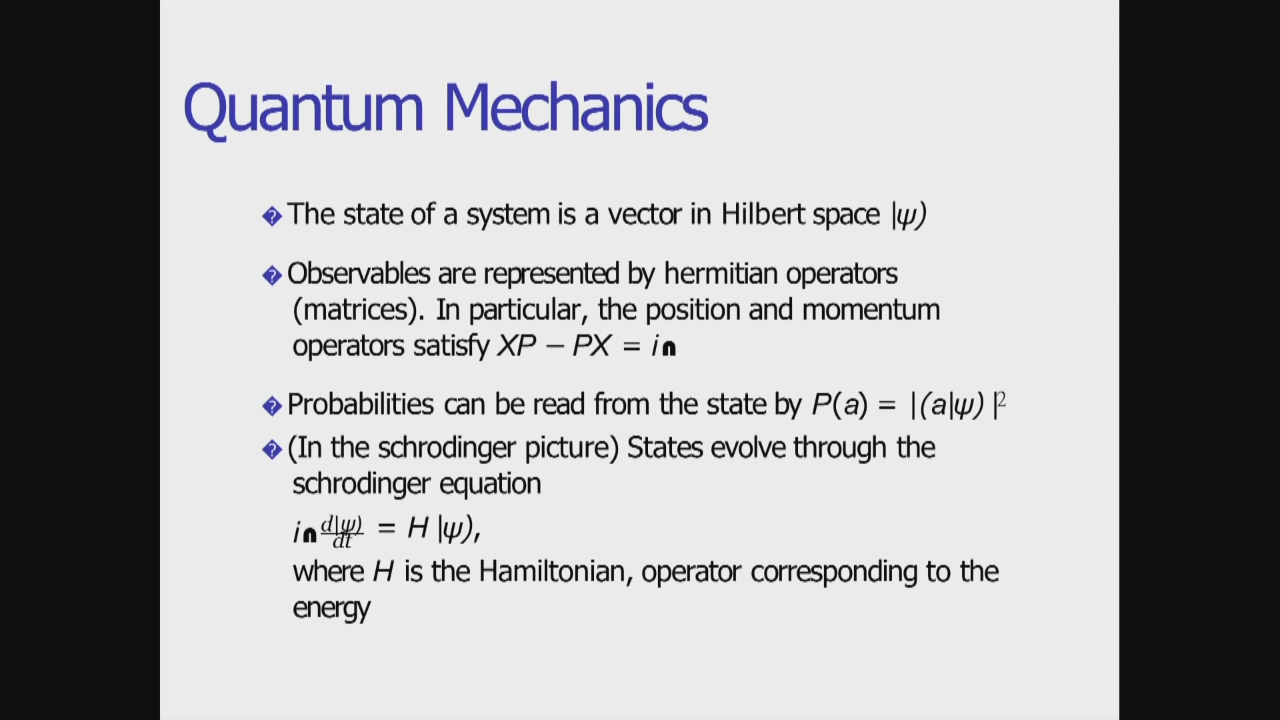 Quantum Mechanics
� The state of a system is a vector in Hilbert space |ψ)
� Observables are represented by hermitian operators
(matrices). In particular, the position and momentum
operators satisfy XP − PX = i∩
� Probabilities can be read from the state by P(a) = |(a|ψ) |²
� (In the schrodinger picture) States evolve through the
schrodinger equation
i∩ d|ψ)/dt = H |ψ),
where H is the Hamiltonian, operator corresponding to the
energy